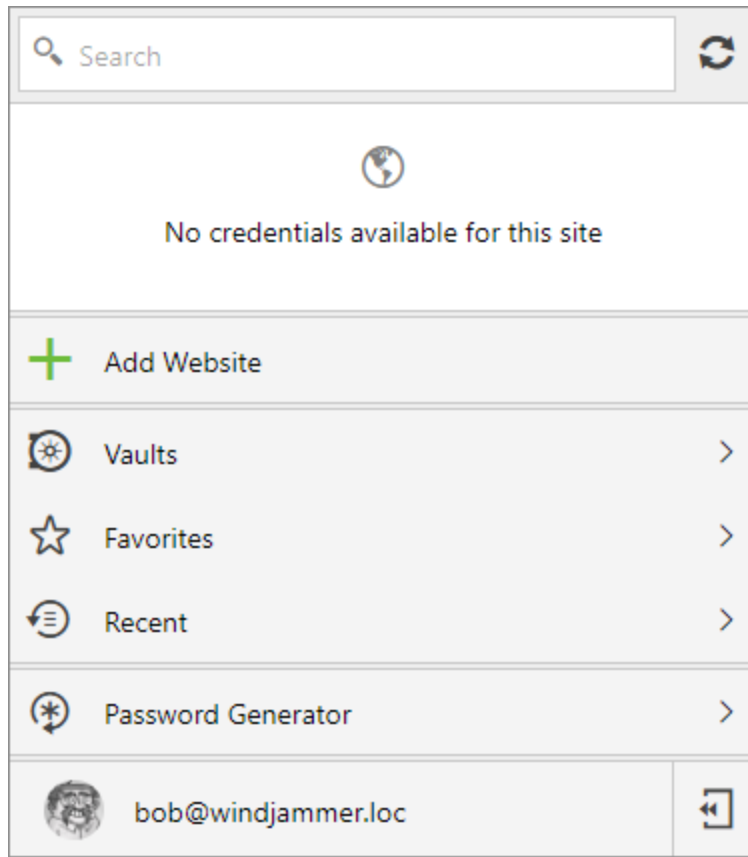 Search
No credentials available for this site
Add Website
Vaults
Favorites
Recent
Password Generator
bob@windjammer.loc